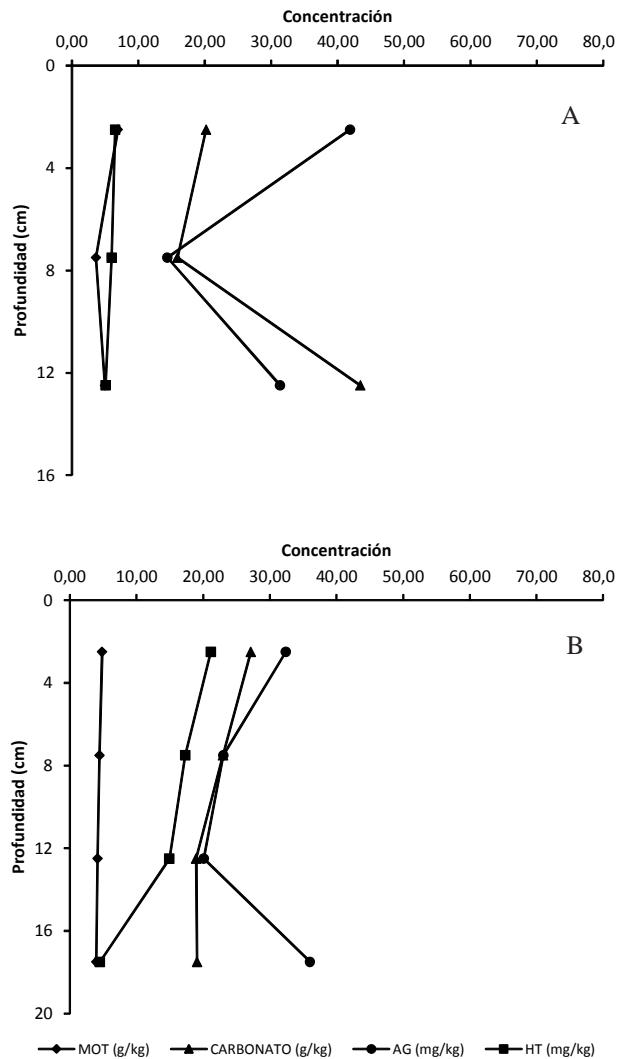 Concentración
0,00 10,00 20,00 30,00 40,00 50,00 60,00 70,00 80,0
0
4
8
12
16
Profundidad (cm)
A
Concentración
0,00 10,00 20,00 30,00 40,00 50,00 60,00 70,00 80,0
0
4
8
12
16
20
Profundidad (cm)
B
MOT (g/kg) CARBONATO (g/kg) AG (mg/kg) HT (mg/kg)